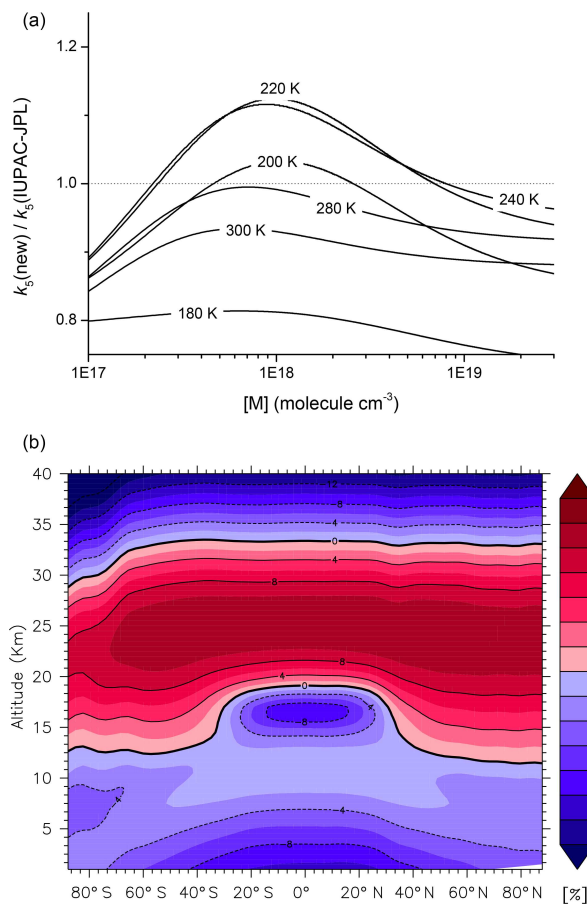 (a)
1.2
220 K
1.0
200 K
240 K
280 K
300 K
0.8
180 K
1E17
1E18
1E19
k5(new) / k5(IUPAC-JPL)
[M] (molecule cm-3)
(b)
40
-12
-8
35
-4
0
4
30
8
25
8
20
4
0
-4
-8
15
10
-4
-4
5
-8
Altitude (Km)
80°S 60°S 40°S 20°S 0° 20°N 40°N 60°N 80°N
[%]